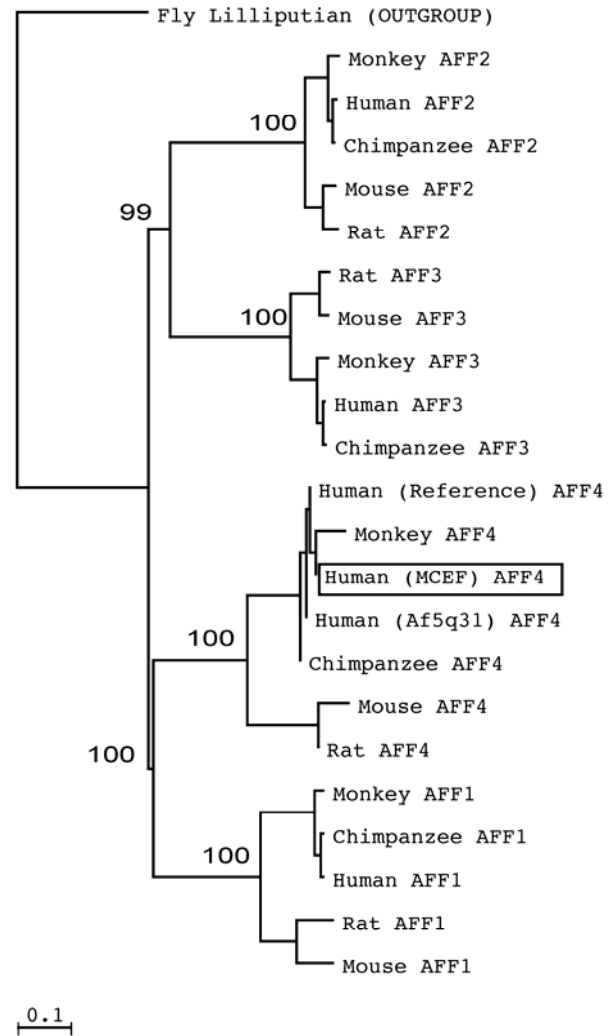 Fly Lilliputian (OUTGROUP)
Monkey AFF2
Human AFF2
100
Chimpanzee AFF2
Mouse AFF2
99
Rat AFF2
Rat AFF3
100
Mouse AFF3
Monkey AFF3
Human AFF3
Chimpanzee AFF3
Human (Reference) AFF4
Monkey AFF4
Human (MCEF) AFF4
Human (Af5q31) AFF4
100
Chimpanzee AFF4
Mouse AFF4
Rat AFF4
100
Monkey AFF1
Chimpanzee AFF1
100
Human AFF1
Rat AFF1
Mouse AFF1
0.1